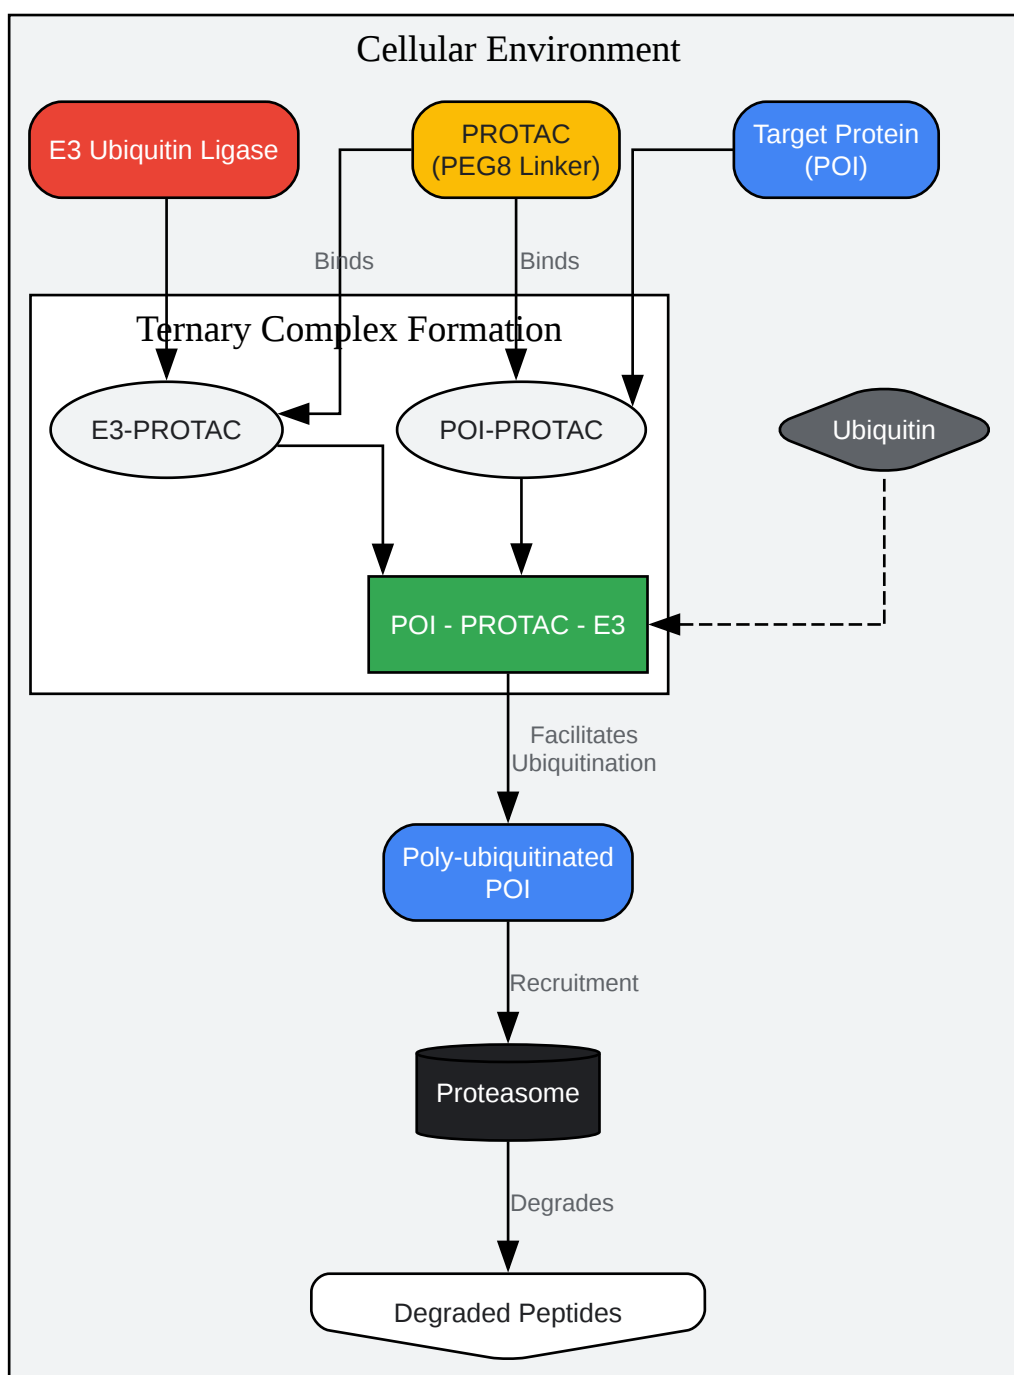 Cellular Environment
E3 Ubiquitin Ligase
PROTAC
(PEG8 Linker)
Target Protein
(POI)
Binds
Binds
Ternary Complex Formation
E3-PROTAC
POI-PROTAC
Ubiquitin
POI - PROTAC - E3
Facilitates
Ubiquitination
Poly-ubiquitinated
POI
Recruitment
Proteasome
Degrades
Degraded Peptides